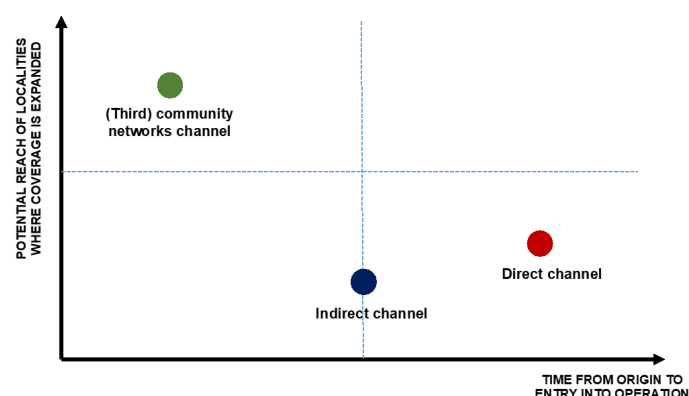 POTENTIAL REACH OF LOCALITIES
WHERE COVERAGE IS EXPANDED
(Third) community
networks channel
Direct channel
Indirect channel
TIME FROM ORIGIN TO
ENTRY INTO OPERATION